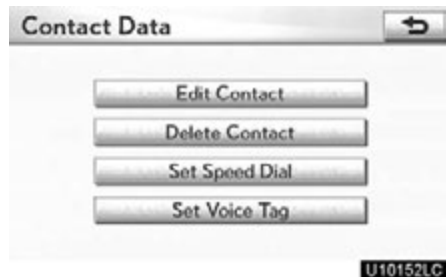 Contact Data
Edit Contact
Delete Contact
Set Speed Dial
Set Voice Tag
U10152LC